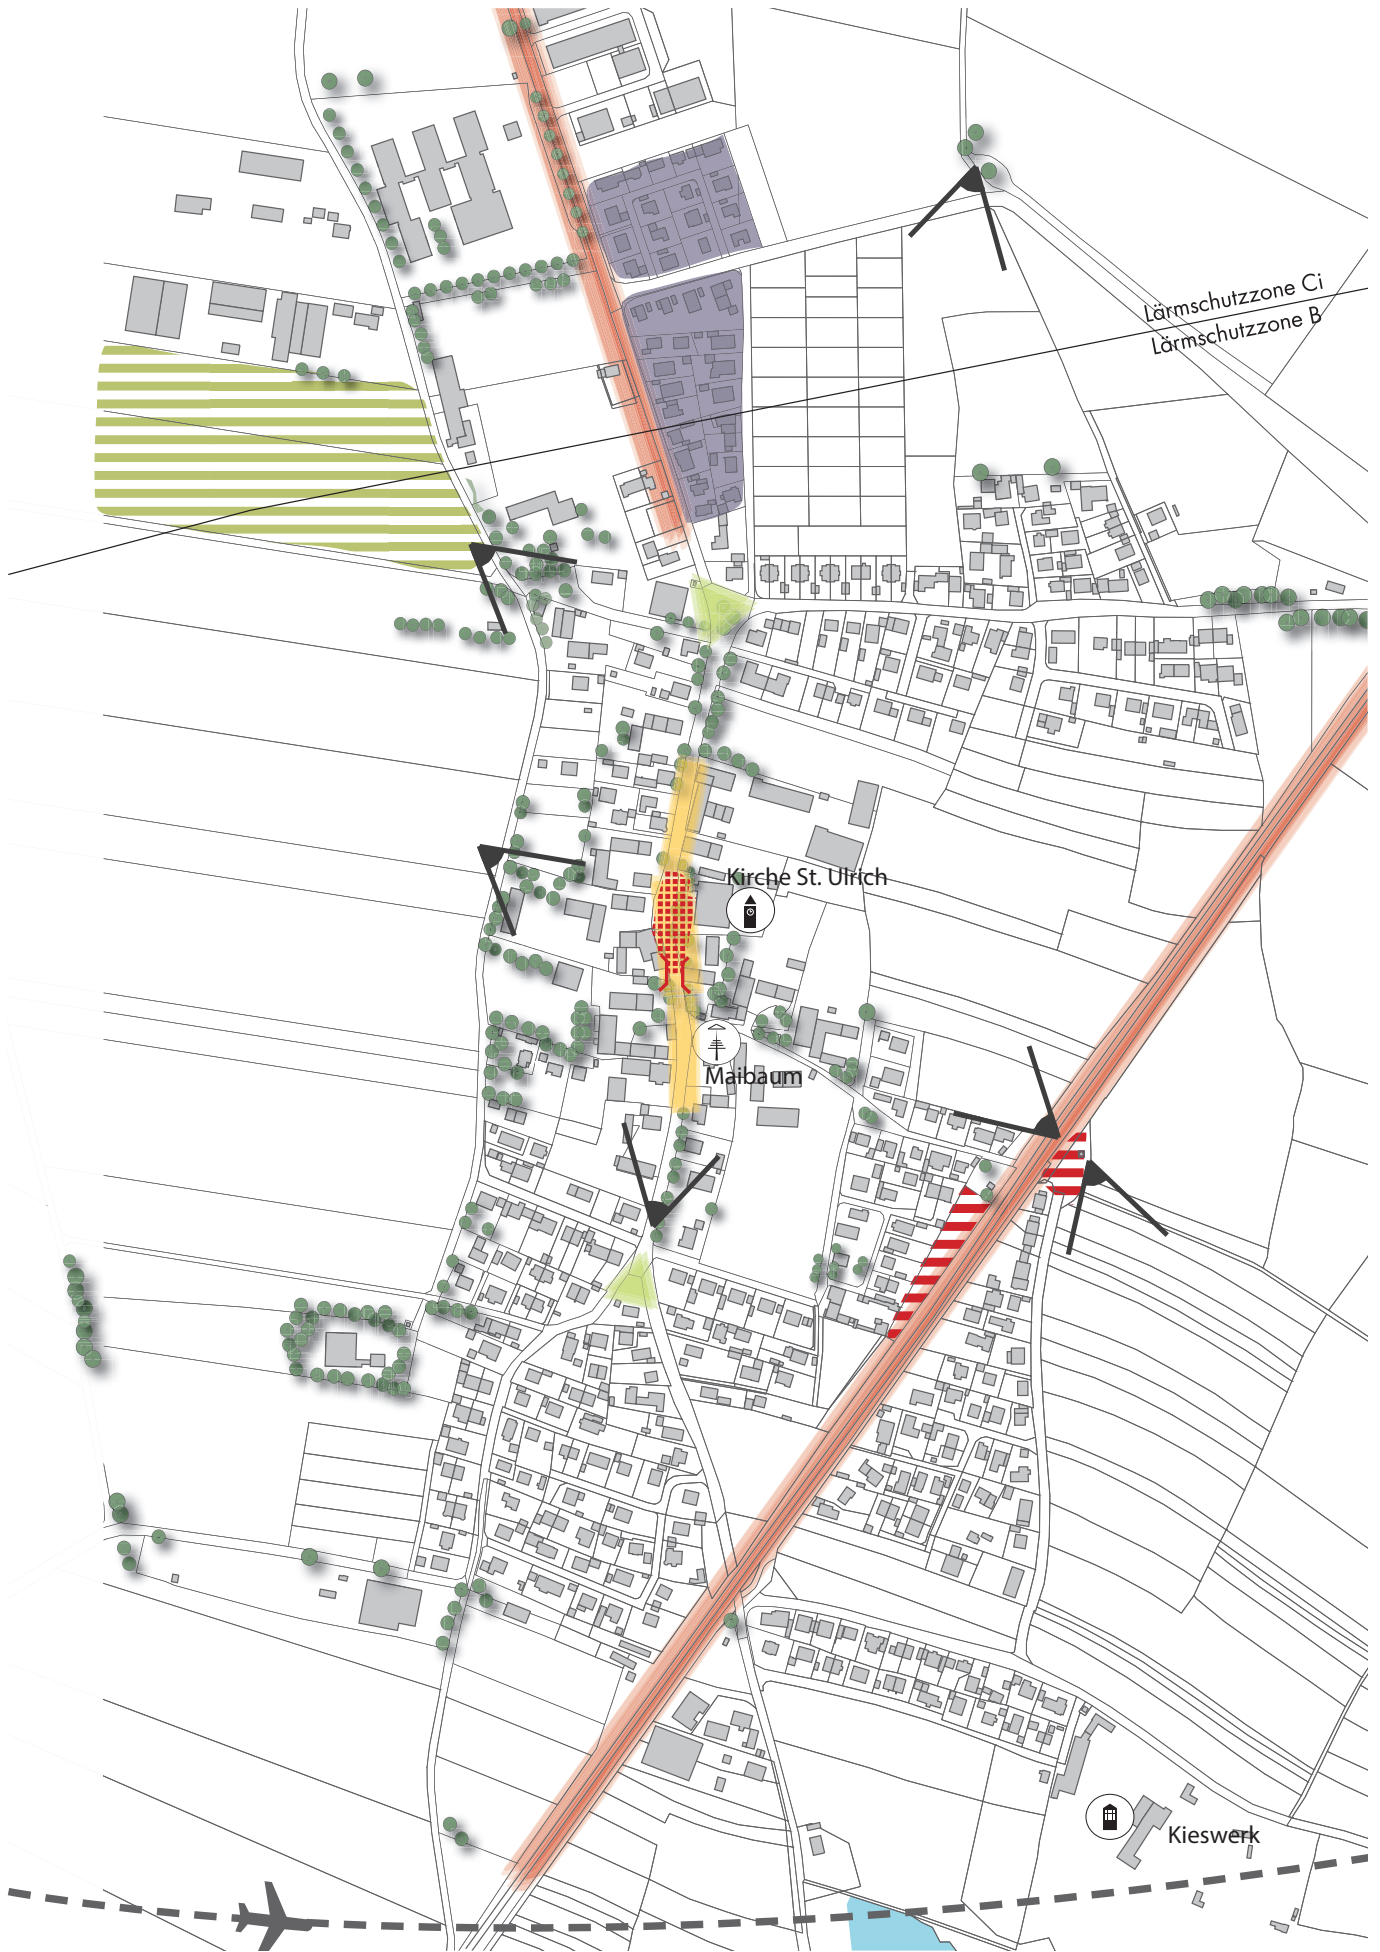 Lärmschutzzone Ci
Lärmschutzzone B
Kirche St. Ulrich
Maibaum
Kieswerk